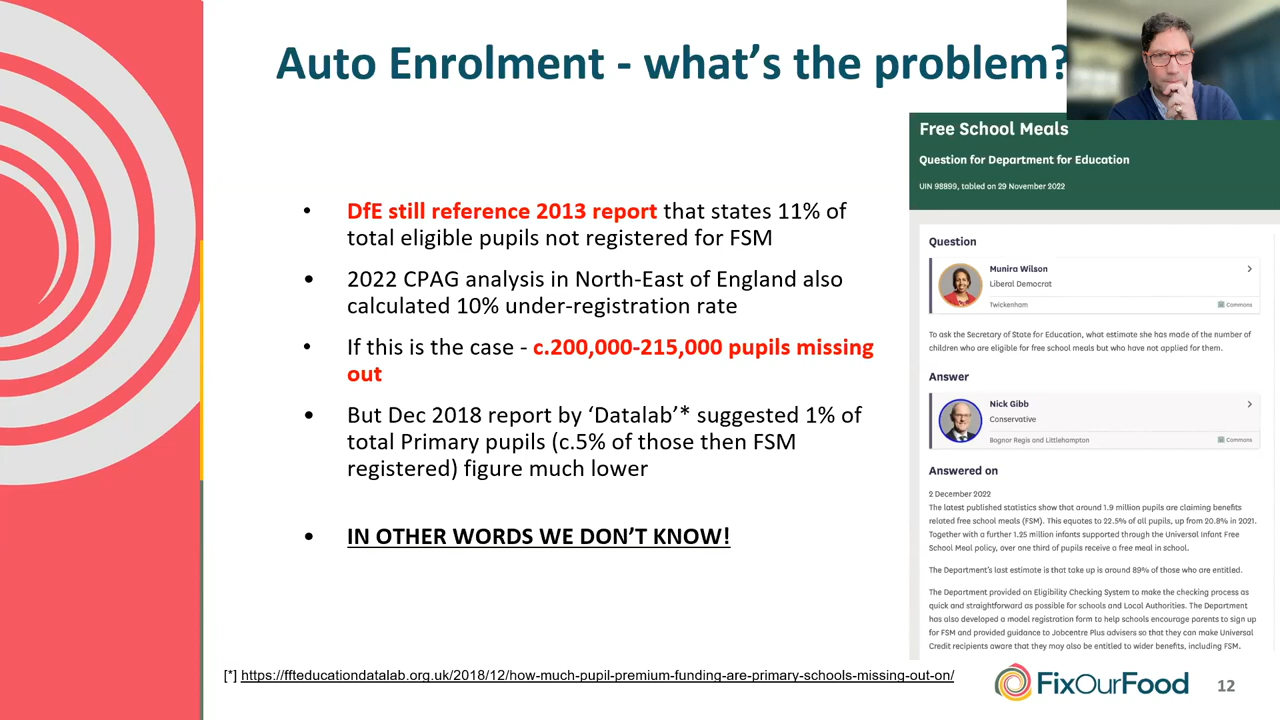 Auto Enrolment - what's the problem?
• DfE still reference 2013 report that states 11% of
total eligible pupils not registered for FSM
• 2022 CPAG analysis in North-East of England also
calculated 10% under-registration rate
• If this is the case - c.200,000-215,000 pupils missing
out
• But Dec 2018 report by ‘Datalab’* suggested 1% of
total Primary pupils (c.5% of those then FSM
registered) figure much lower
• IN OTHER WORDS WE DON’T KNOW!
Free School Meals
Question for Department for Education
UIN 98899, tabled on 29 November 2022
Question
Munira Wilson
Liberal Democrat
Twickenham
Commons
To ask the Secretary of State for Education, what estimate she has made of the number of
children who are eligible for free school meals but who have not applied for them.
Answer
Nick Gibb
Conservative
Bognor Regis and Littlehampton
Commons
Answered on
2 December 2022
The latest published statistics show that around 1.9 million pupils are claiming benefits
related free school meals (FSM). This equates to 22.5% of all pupils, up from 20.8% in 2021.
Together with a further 1.25 million infants supported through the Universal Infant Free
School Meal policy, over one third of pupils receive a free meal in school.
The Department's last estimate is that take up is around 89% of those who are entitled.
The Department provided an Eligibility Checking System to make the checking process as
quick and straightforward as possible for schools and Local Authorities. The Department
has also developed a model registration form to help schools encourage parents to sign up
for FSM and provided guidance to Jobcentre Plus advisers so that they can make Universal
Credit recipients aware that they may also be entitled to wider benefits, including FSM.
[*] https://ffteducationdatalab.org.uk/2018/12/how-much-pupil-premium-funding-are-primary-schools-missing-out-on/
FixOurFood
12